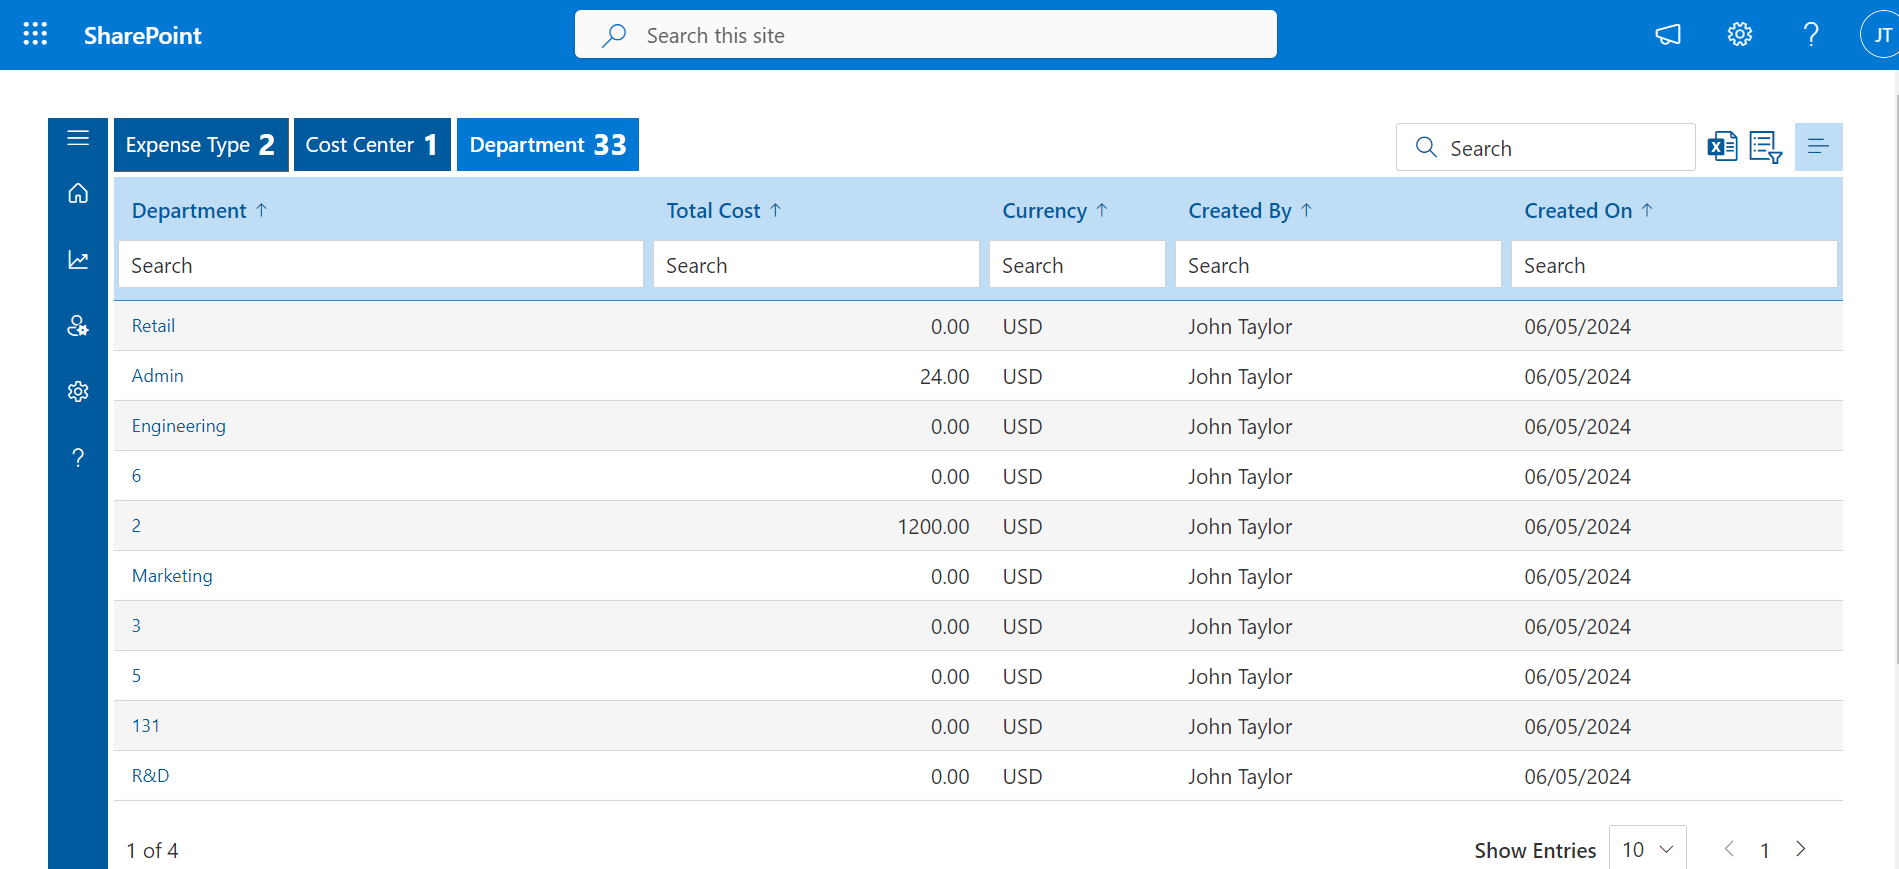 SharePoint Search this site JT
Expense Type 2 Cost Center 1 Department 33 Search
Department Total Cost Currency Created By Created On
Search Search Search Search Search
Retail 0.00 USD John Taylor 06/05/2024
Admin 24.00 USD John Taylor 06/05/2024
Engineering 0.00 USD John Taylor 06/05/2024
6 0.00 USD John Taylor 06/05/2024
2 1200.00 USD John Taylor 06/05/2024
Marketing 0.00 USD John Taylor 06/05/2024
3 0.00 USD John Taylor 06/05/2024
5 0.00 USD John Taylor 06/05/2024
131 0.00 USD John Taylor 06/05/2024
R&D 0.00 USD John Taylor 06/05/2024
1 of 4 Show Entries 10 1